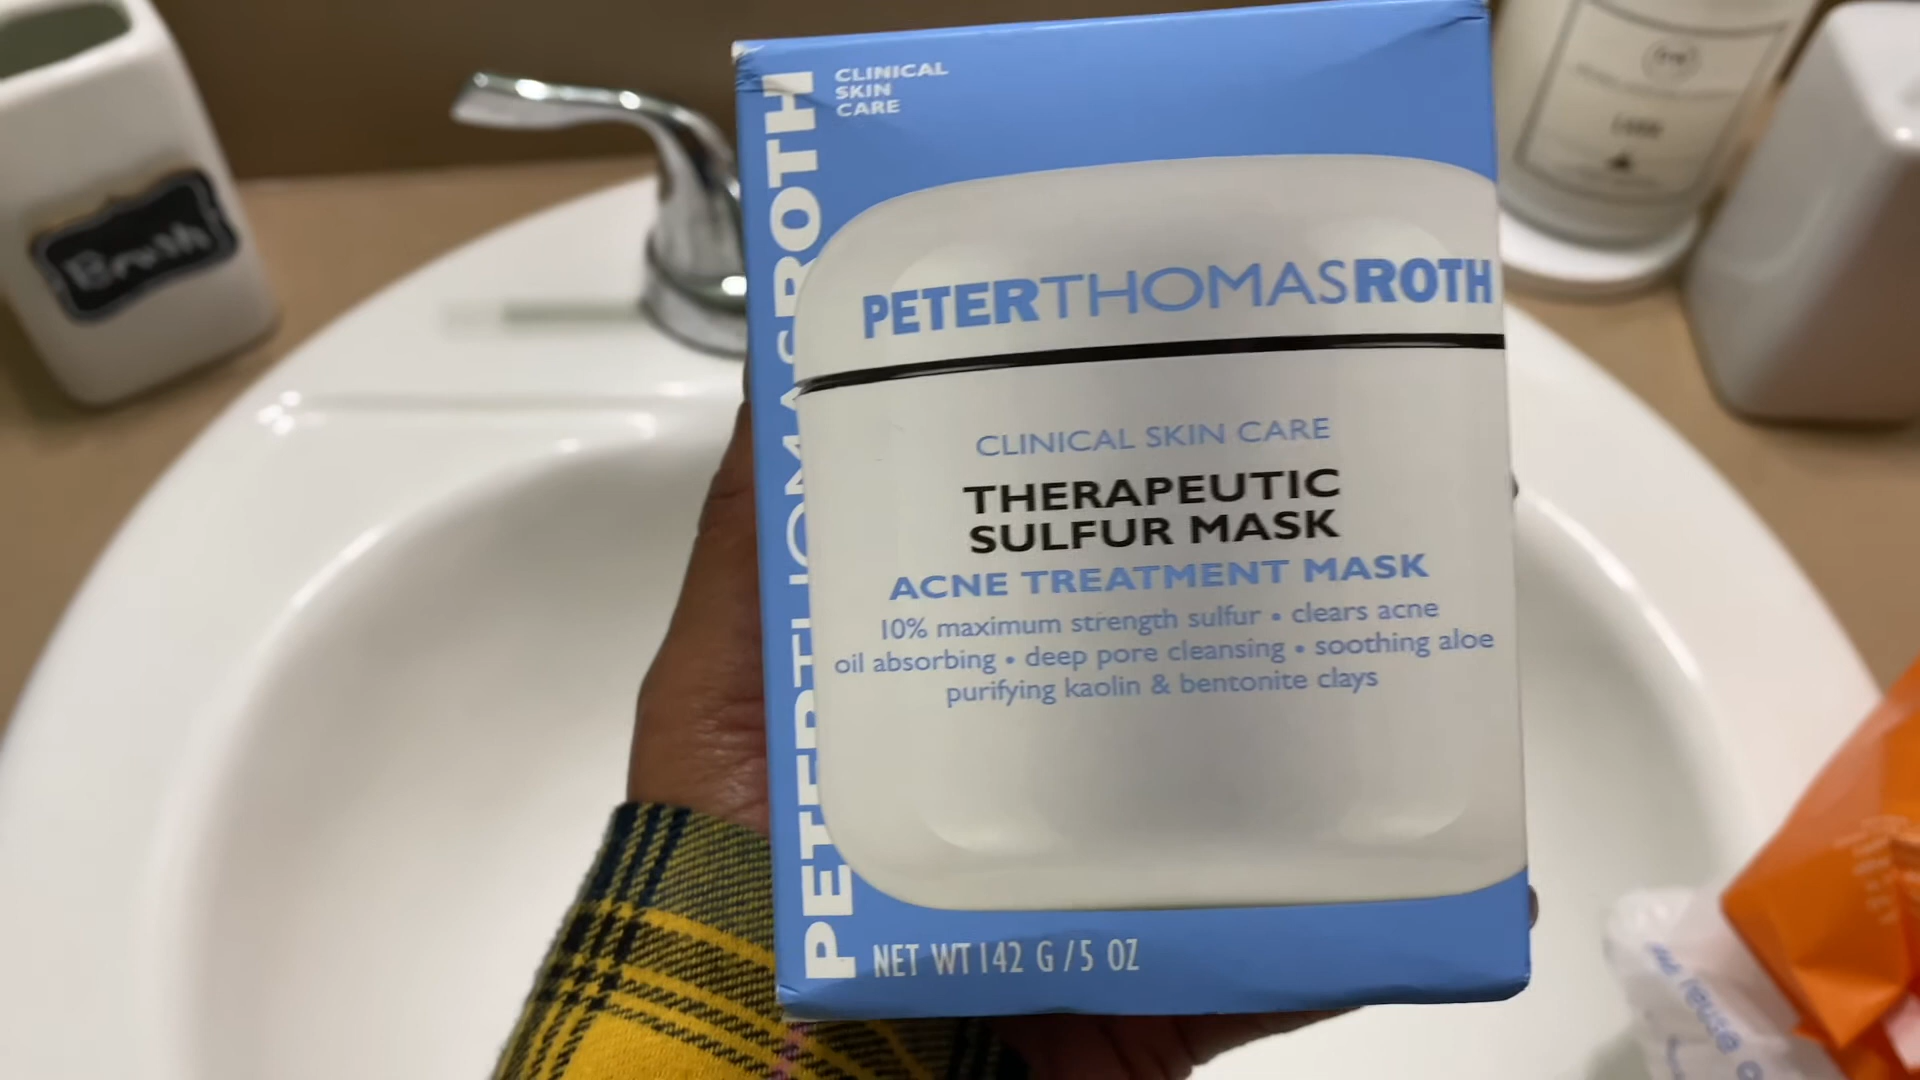 CLINICAL
SKIN
CARE
PETERTHOMASROTH
PETERTHOMASROTH
CLINICAL SKIN CARE
THERAPEUTIC
SULFUR MASK
ACNE TREATMENT MASK
10% maximum strength sulfur • clears acne
oil absorbing • deep pore cleansing • soothing aloe
purifying kaolin & bentonite clays
NET WT 142 G / 5 OZ
Brush
reuse